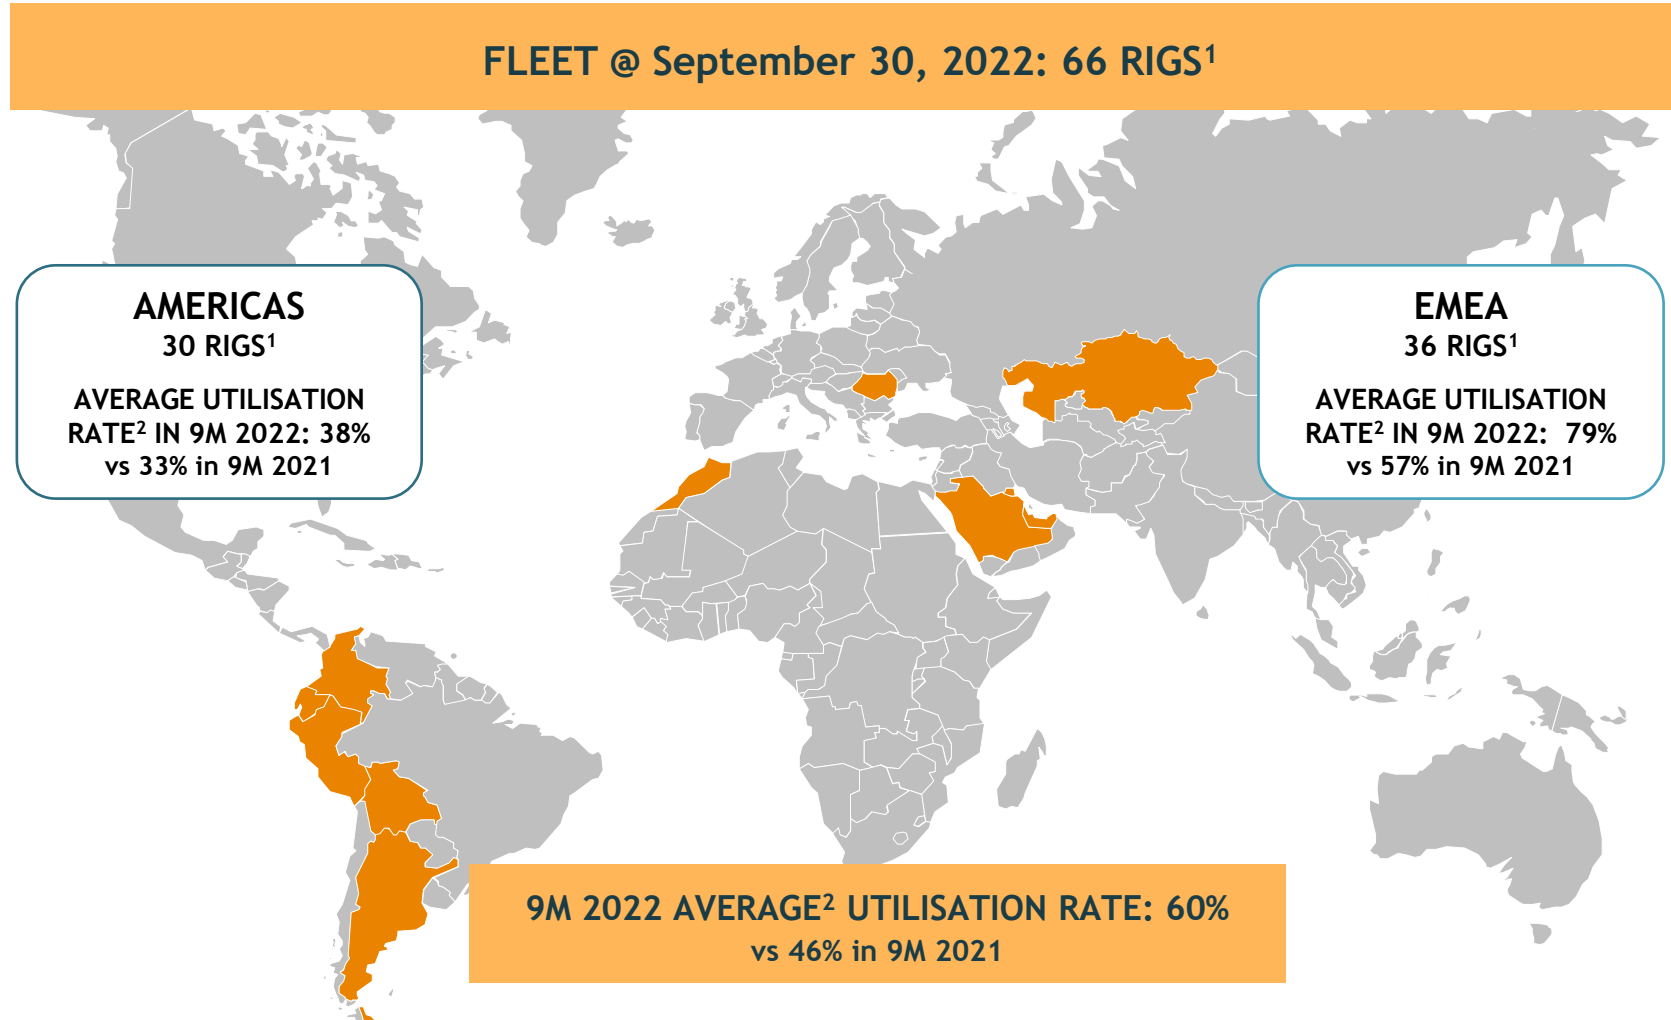 FLEET @ September 30, 2022: 66 RIGS¹
AMERICAS
30 RIGS¹
AVERAGE UTILISATION
RATE² IN 9M 2022: 38%
vs 33% in 9M 2021
EMEA
36 RIGS¹
AVERAGE UTILISATION
RATE² IN 9M 2022: 79%
vs 57% in 9M 2021
9M 2022 AVERAGE² UTILISATION RATE: 60%
vs 46% in 9M 2021